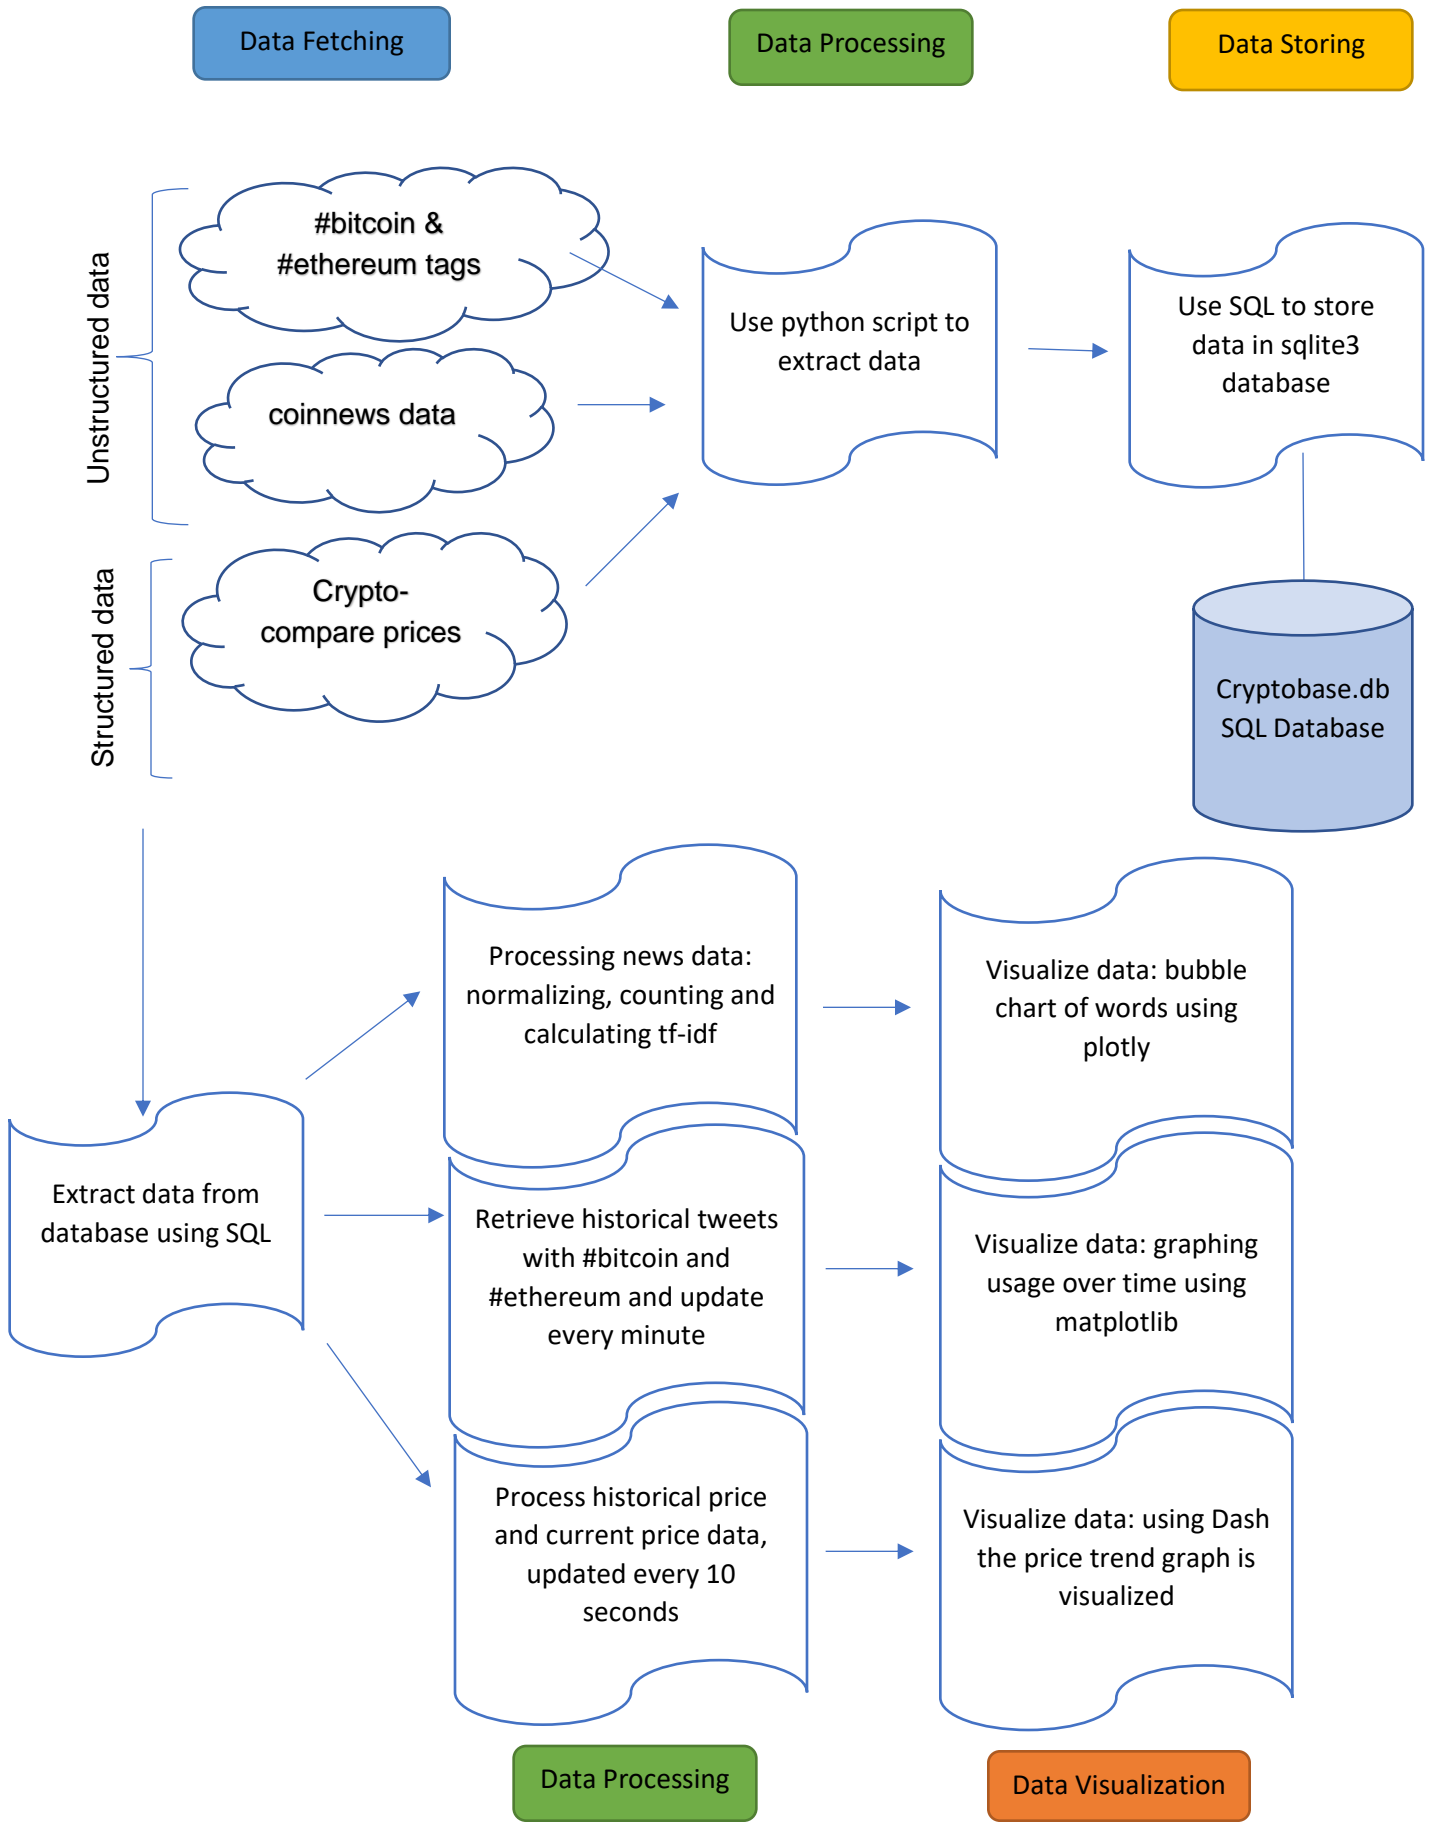 Data Fetching
Data Processing
Data Storing
Unstructured data
#bitcoin &
#ethereum tags
coinnews data
Structured data
Crypto-
compare prices
Use python script to
extract data
Use SQL to store
data in sqlite3
database
Cryptobase.db
SQL Database
Extract data from
database using SQL
Processing news data:
normalizing, counting and
calculating tf-idf
Visualize data: bubble
chart of words using
plotly
Retrieve historical tweets
with #bitcoin and
#ethereum and update
every minute
Visualize data: graphing
usage over time using
matplotlib
Process historical price
and current price data,
updated every 10
seconds
Visualize data: using Dash
the price trend graph is
visualized
Data Processing
Data Visualization